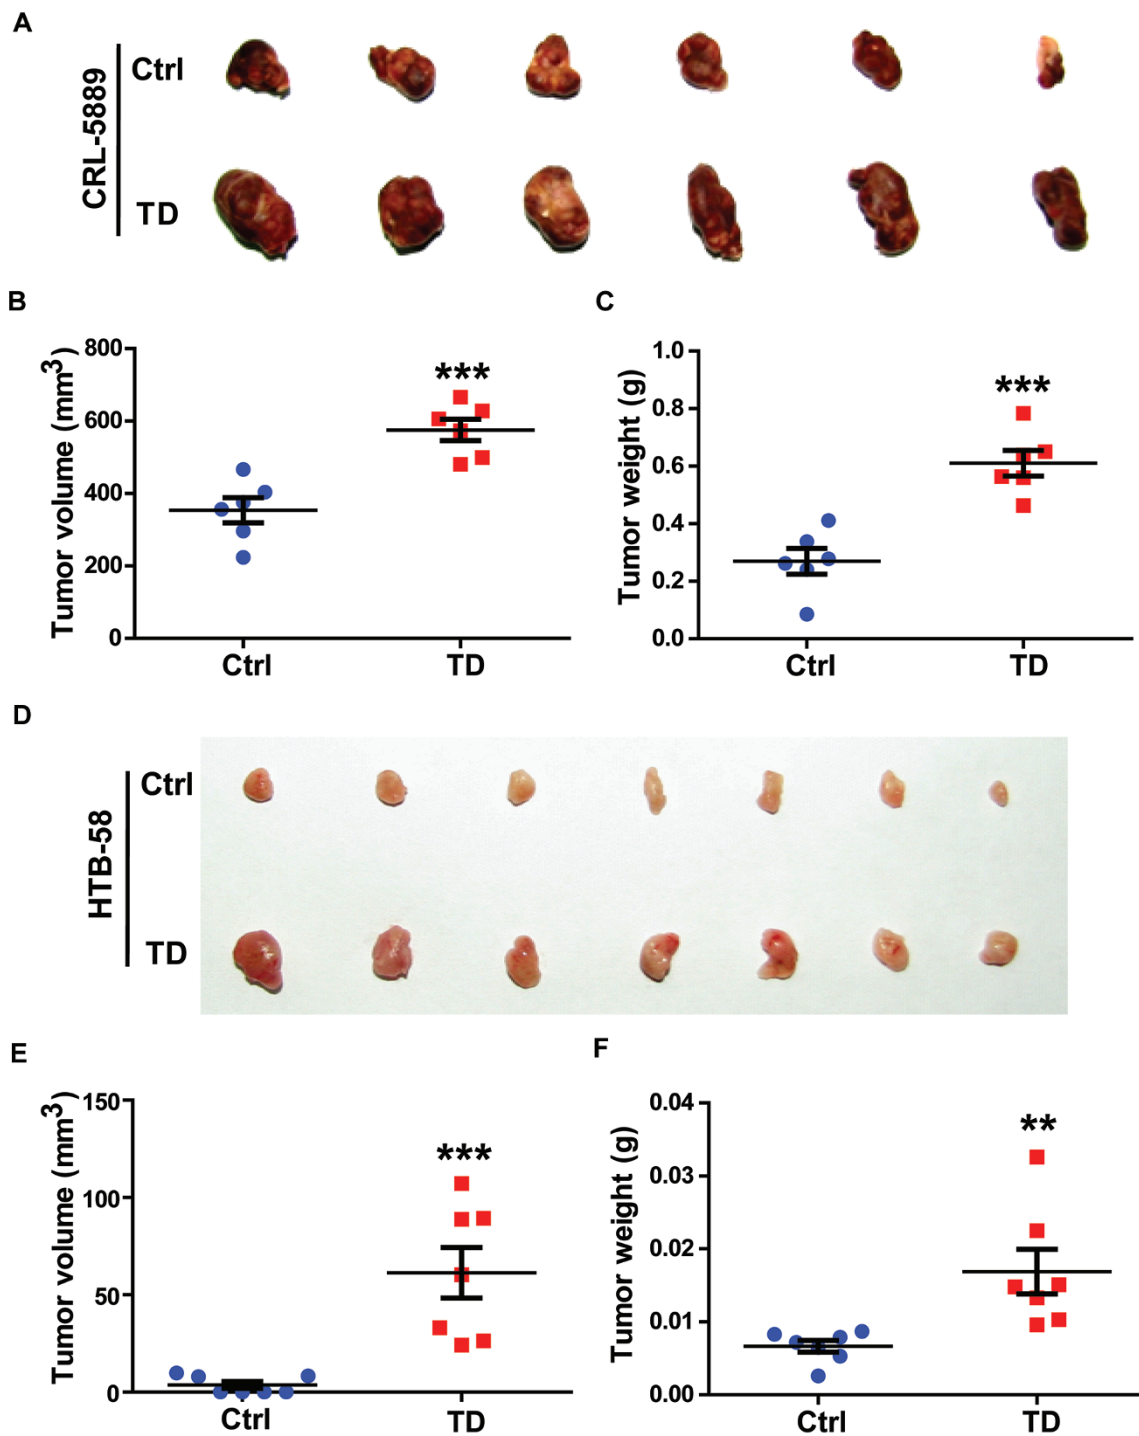 A
CRL-5889
Ctrl
TD
B
Tumor volume (mm³)
800
600
400
200
0
***
Ctrl
TD
C
Tumor weight (g)
1.0
0.8
0.6
0.4
0.2
0.0
***
Ctrl
TD
D
HTB-58
Ctrl
TD
E
Tumor volume (mm³)
150
100
50
0
***
Ctrl
TD
F
Tumor weight (g)
0.04
0.03
0.02
0.01
0.00
**
Ctrl
TD